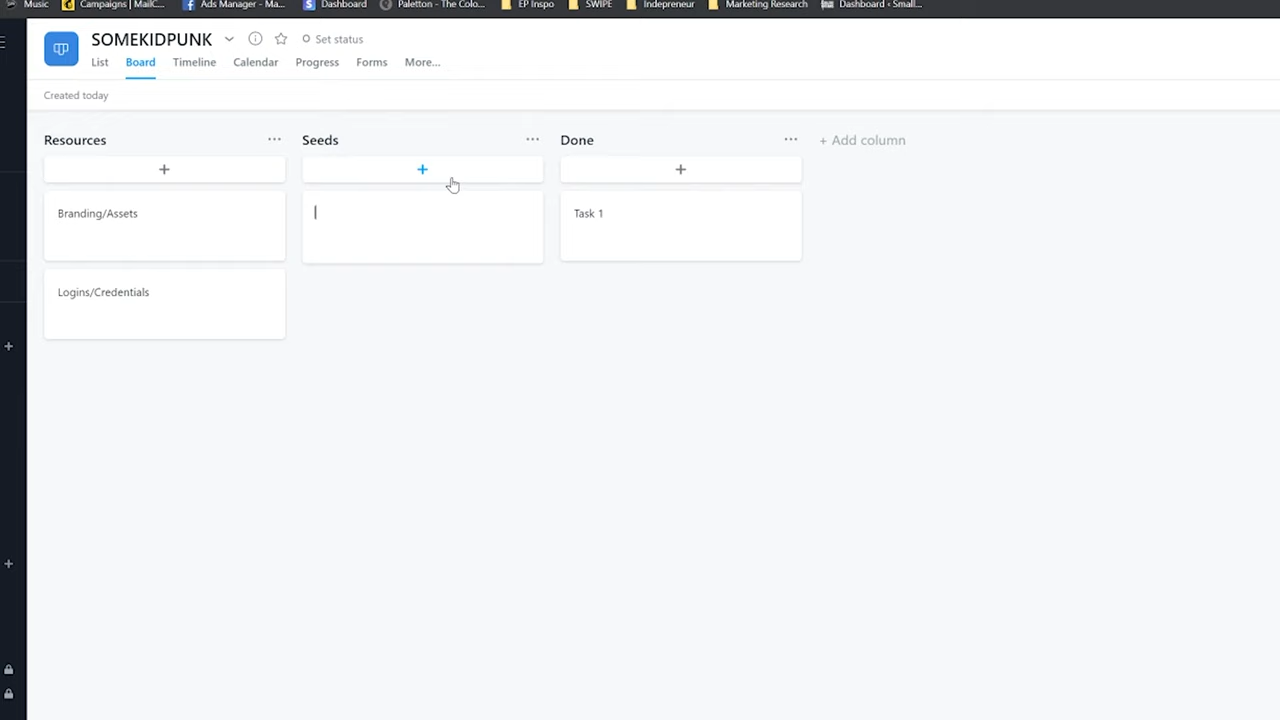 Music Campaigns | MailC... Ads Manager - Ma... Dashboard Paletton - The Colo... EP Inspo SWIPE Indepreneur Marketing Research Dashboard ‹ Small...
SOMEKIDPUNK Set status
List Board Timeline Calendar Progress Forms More...
Created today
Resources ... Seeds ... Done ... + Add column
+ + +
Branding/Assets Task 1
Logins/Credentials